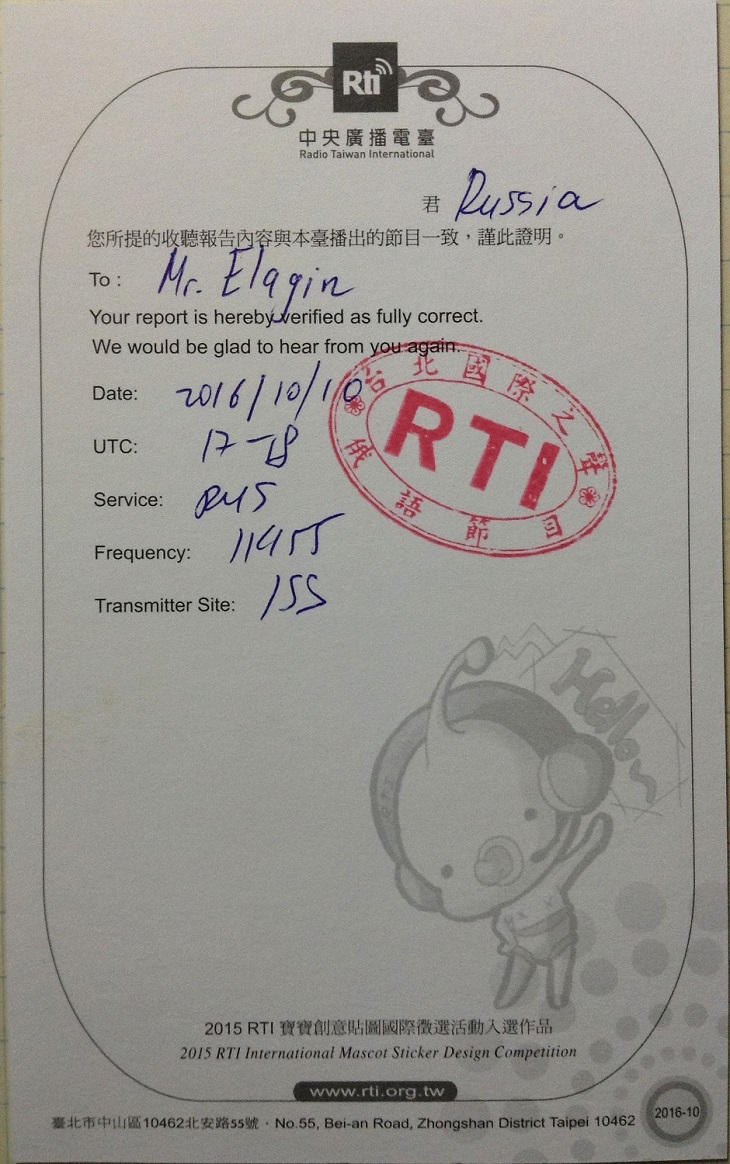 Rti
中央廣播電臺
Radio Taiwan International
君 Russia
您所提的收聽報告內容與本臺播出的節目一致，謹此證明。
To : Mr. Elagin
Your report is hereby verified as fully correct.
We would be glad to hear from you again.
Date: 2016/10/10
UTC: 17-18
Service: RUS
Frequency: 11955
Transmitter Site: ISS
台北國際之聲
RTI
俄語節目
Hello~
2015 RTI 寶寶創意貼圖國際徵選活動入選作品
2015 RTI International Mascot Sticker Design Competition
www.rti.org.tw
臺北市中山區10462北安路55號・No.55, Bei-an Road, Zhongshan District Taipei 10462
2016-10